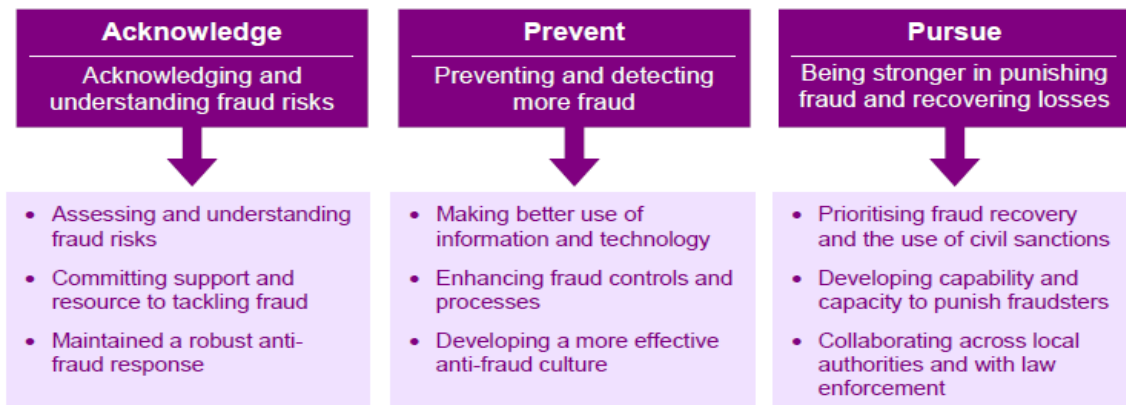 Acknowledge
Acknowledging and
understanding fraud risks
• Assessing and understanding
fraud risks
• Committing support and
resource to tackling fraud
• Maintained a robust anti-
fraud response
Prevent
Preventing and detecting
more fraud
• Making better use of
information and technology
• Enhancing fraud controls and
processes
• Developing a more effective
anti-fraud culture
Pursue
Being stronger in punishing
fraud and recovering losses
• Prioritising fraud recovery
and the use of civil sanctions
• Developing capability and
capacity to punish fraudsters
• Collaborating across local
authorities and with law
enforcement